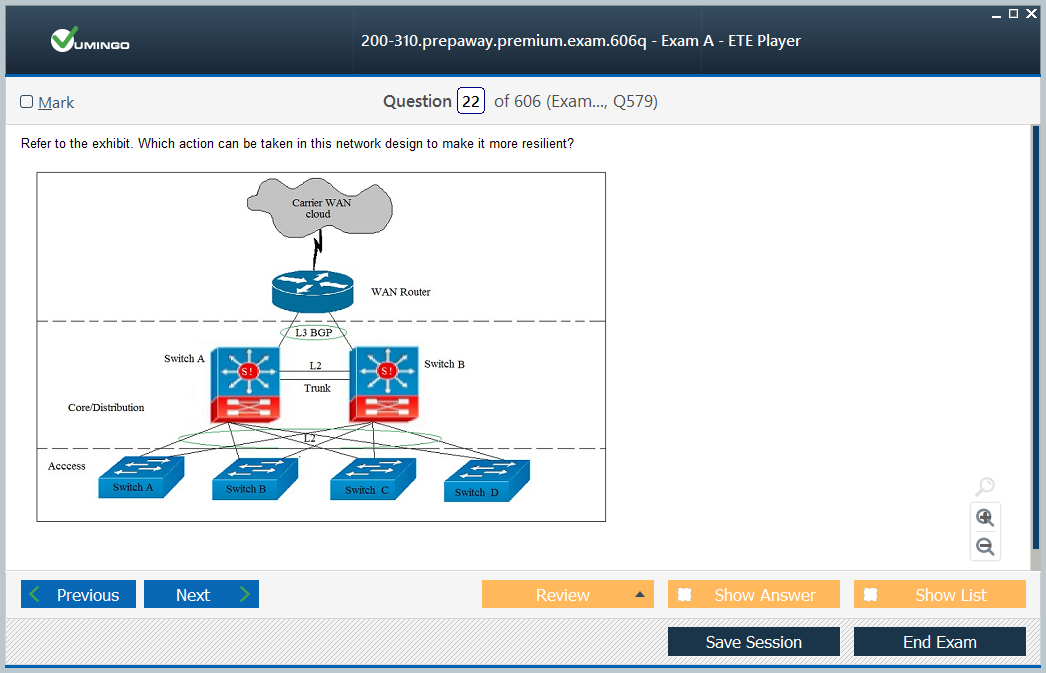 VUMINGO
200-310.prepaway.premium.exam.606q - Exam A - ETE Player
Mark
Question 22 of 606 (Exam..., Q579)
Refer to the exhibit. Which action can be taken in this network design to make it more resilient?
Carrier WAN
cloud
WAN Router
L3 BGP
Switch A
L2
Switch B
Trunk
Core/Distribution
L2
Acccess
Switch A
Switch B
Switch C
Switch D
S!
S!
Previous
Next
Review
Show Answer
Show List
Save Session
End Exam